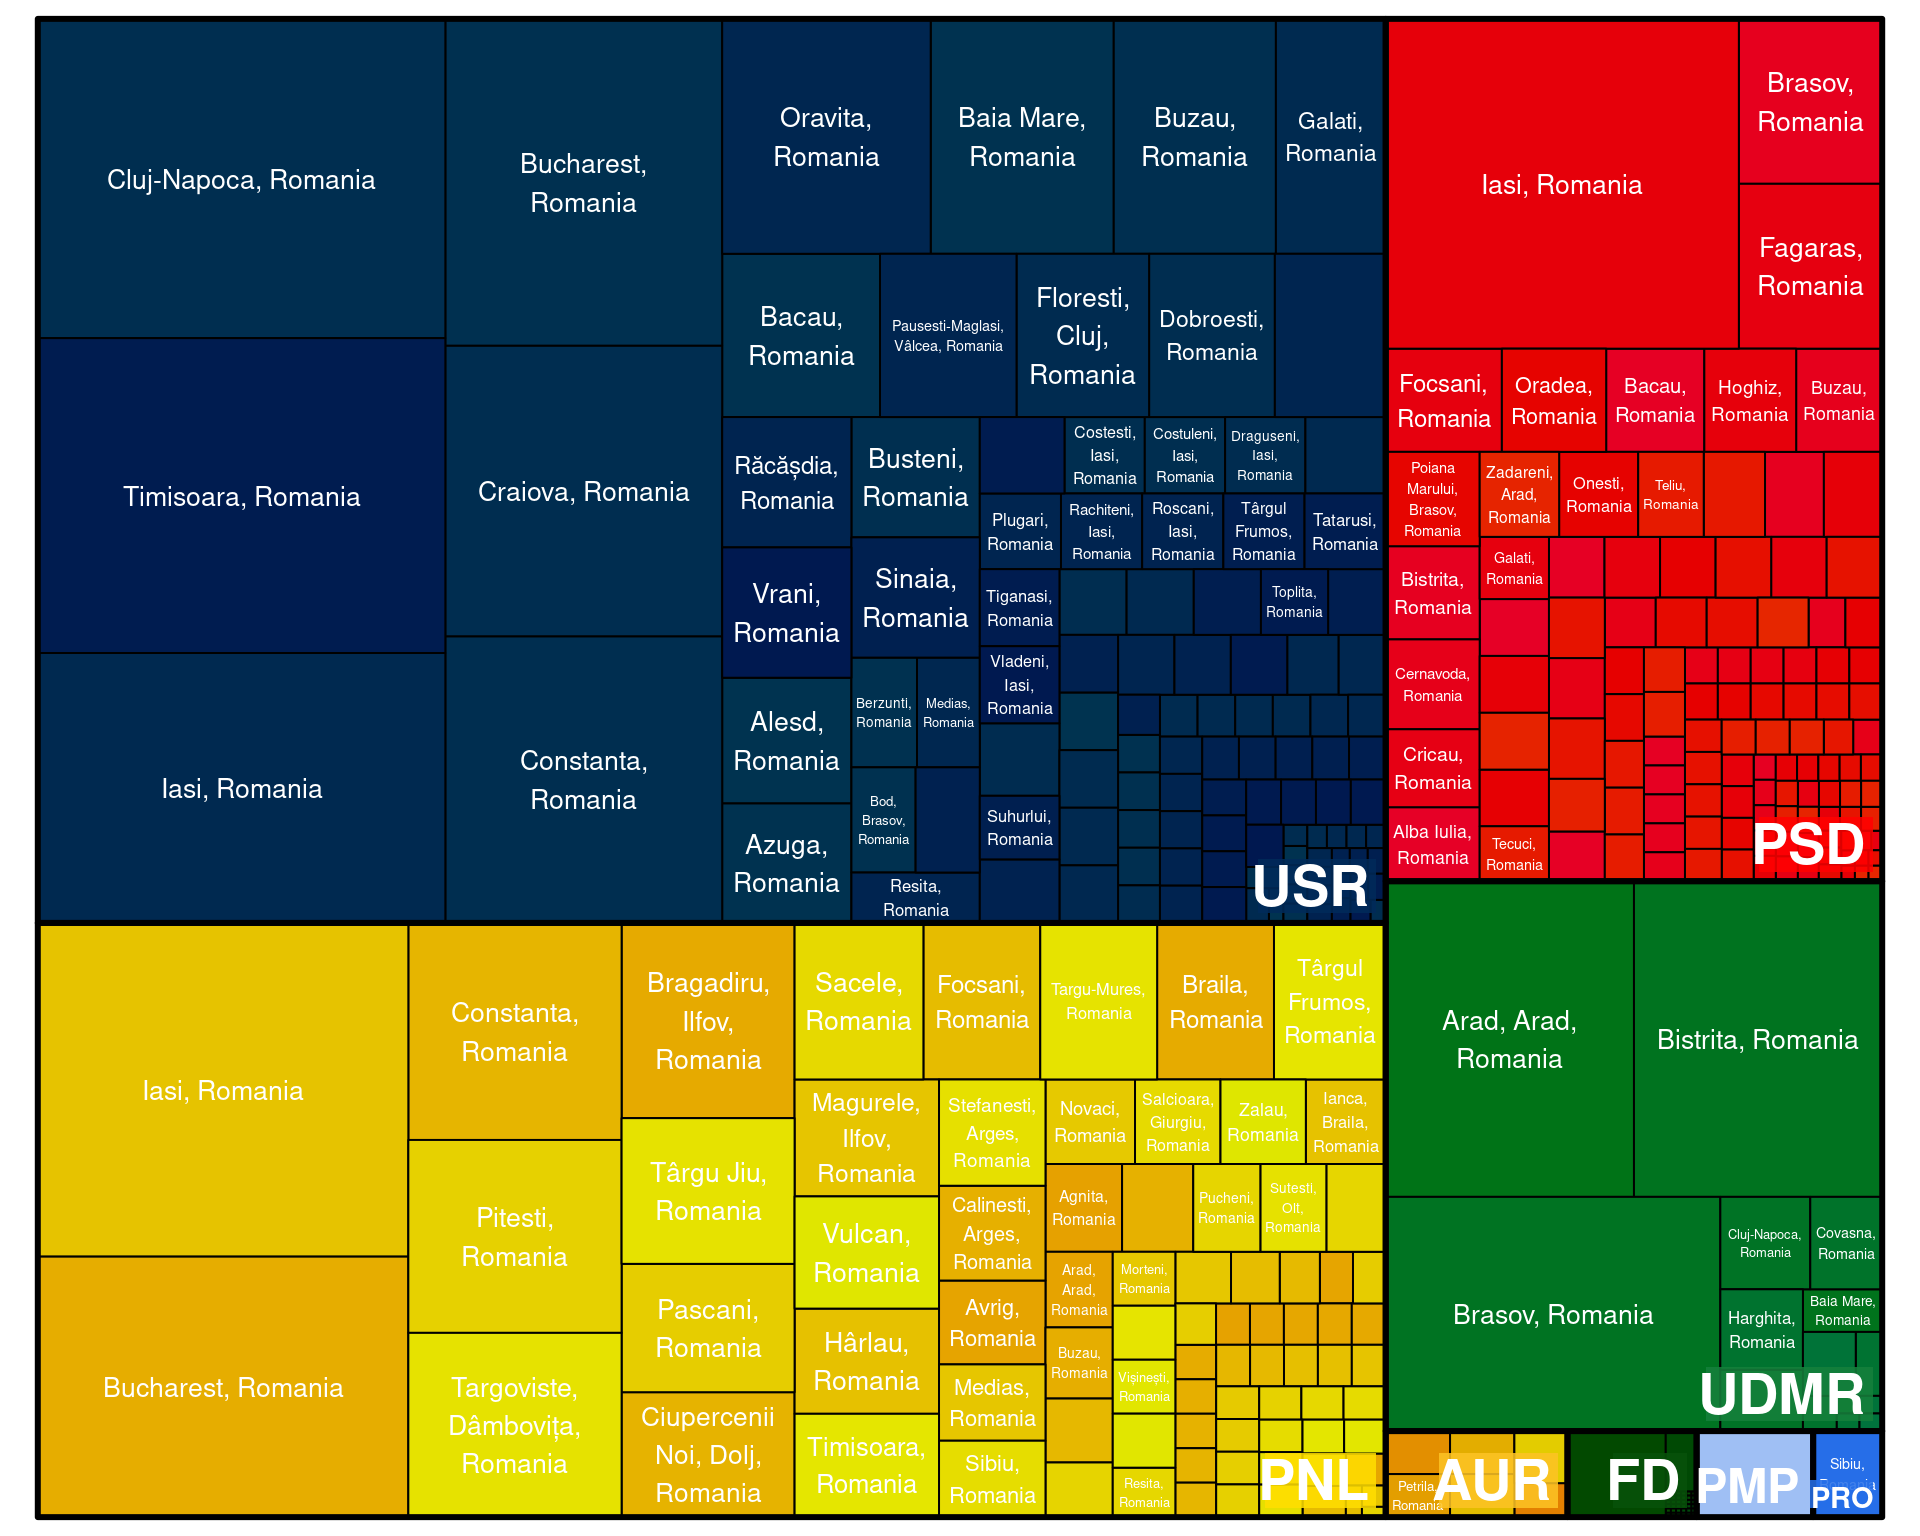 Cluj-Napoca, Romania
Timisoara, Romania
Iasi, Romania
Bucharest,
Romania
Craiova, Romania
Constanta,
Romania
Oravita,
Romania
Baia Mare,
Romania
Buzau,
Romania
Galati,
Romania
Bacau,
Romania
Pausesti-Maglasi,
Vâlcea, Romania
Floresti,
Cluj,
Romania
Dobroesti,
Romania
Răcășdia,
Romania
Vrani,
Romania
Alesd,
Romania
Azuga,
Romania
Busteni,
Romania
Sinaia,
Romania
Berzunti,
Romania
Medias,
Romania
Bod,
Brasov,
Romania
Resita,
Romania
Costesti,
Iasi,
Romania
Costuleni,
Iasi,
Romania
Draguseni,
Iasi,
Romania
Plugari,
Romania
Rachiteni,
Iasi,
Romania
Roscani,
Iasi,
Romania
Târgul
Frumos,
Romania
Tatarusi,
Romania
Tiganasi,
Romania
Toplita,
Romania
Vladeni,
Iasi,
Romania
Suhurlui,
Romania
USR
Iasi, Romania
Brasov,
Romania
Fagaras,
Romania
Focsani,
Romania
Oradea,
Romania
Bacau,
Romania
Hoghiz,
Romania
Buzau,
Romania
Poiana
Marului,
Brasov,
Romania
Zadareni,
Arad,
Romania
Onesti,
Romania
Teliu,
Romania
Bistrita,
Romania
Galati,
Romania
Cernavoda,
Romania
Cricau,
Romania
Alba Iulia,
Romania
Tecuci,
Romania
PSD
Iasi, Romania
Bucharest, Romania
Constanta,
Romania
Pitesti,
Romania
Targoviste,
Dâmbovița,
Romania
Bragadiru,
Ilfov,
Romania
Târgu Jiu,
Romania
Pascani,
Romania
Ciupercenii
Noi, Dolj,
Romania
Sacele,
Romania
Focsani,
Romania
Targu-Mures,
Romania
Braila,
Romania
Târgul
Frumos,
Romania
Magurele,
Ilfov,
Romania
Vulcan,
Romania
Hârlau,
Romania
Timisoara,
Romania
Stefanesti,
Arges,
Romania
Calinesti,
Arges,
Romania
Avrig,
Romania
Medias,
Romania
Sibiu,
Romania
Novaci,
Romania
Salcioara,
Giurgiu,
Romania
Zalau,
Romania
Ianca,
Braila,
Romania
Agnita,
Romania
Pucheni,
Romania
Sutesti,
Olt,
Romania
Arad,
Arad,
Romania
Morteni,
Romania
Buzau,
Romania
Visinești,
Romania
Resita,
Romania
PNL
Arad, Arad,
Romania
Bistrita, Romania
Brasov, Romania
Cluj-Napoca,
Romania
Covasna,
Romania
Harghita,
Romania
Baia Mare,
Romania
UDMR
Petrila,
Romania
AUR
FD
PMP
Sibiu,
PRO